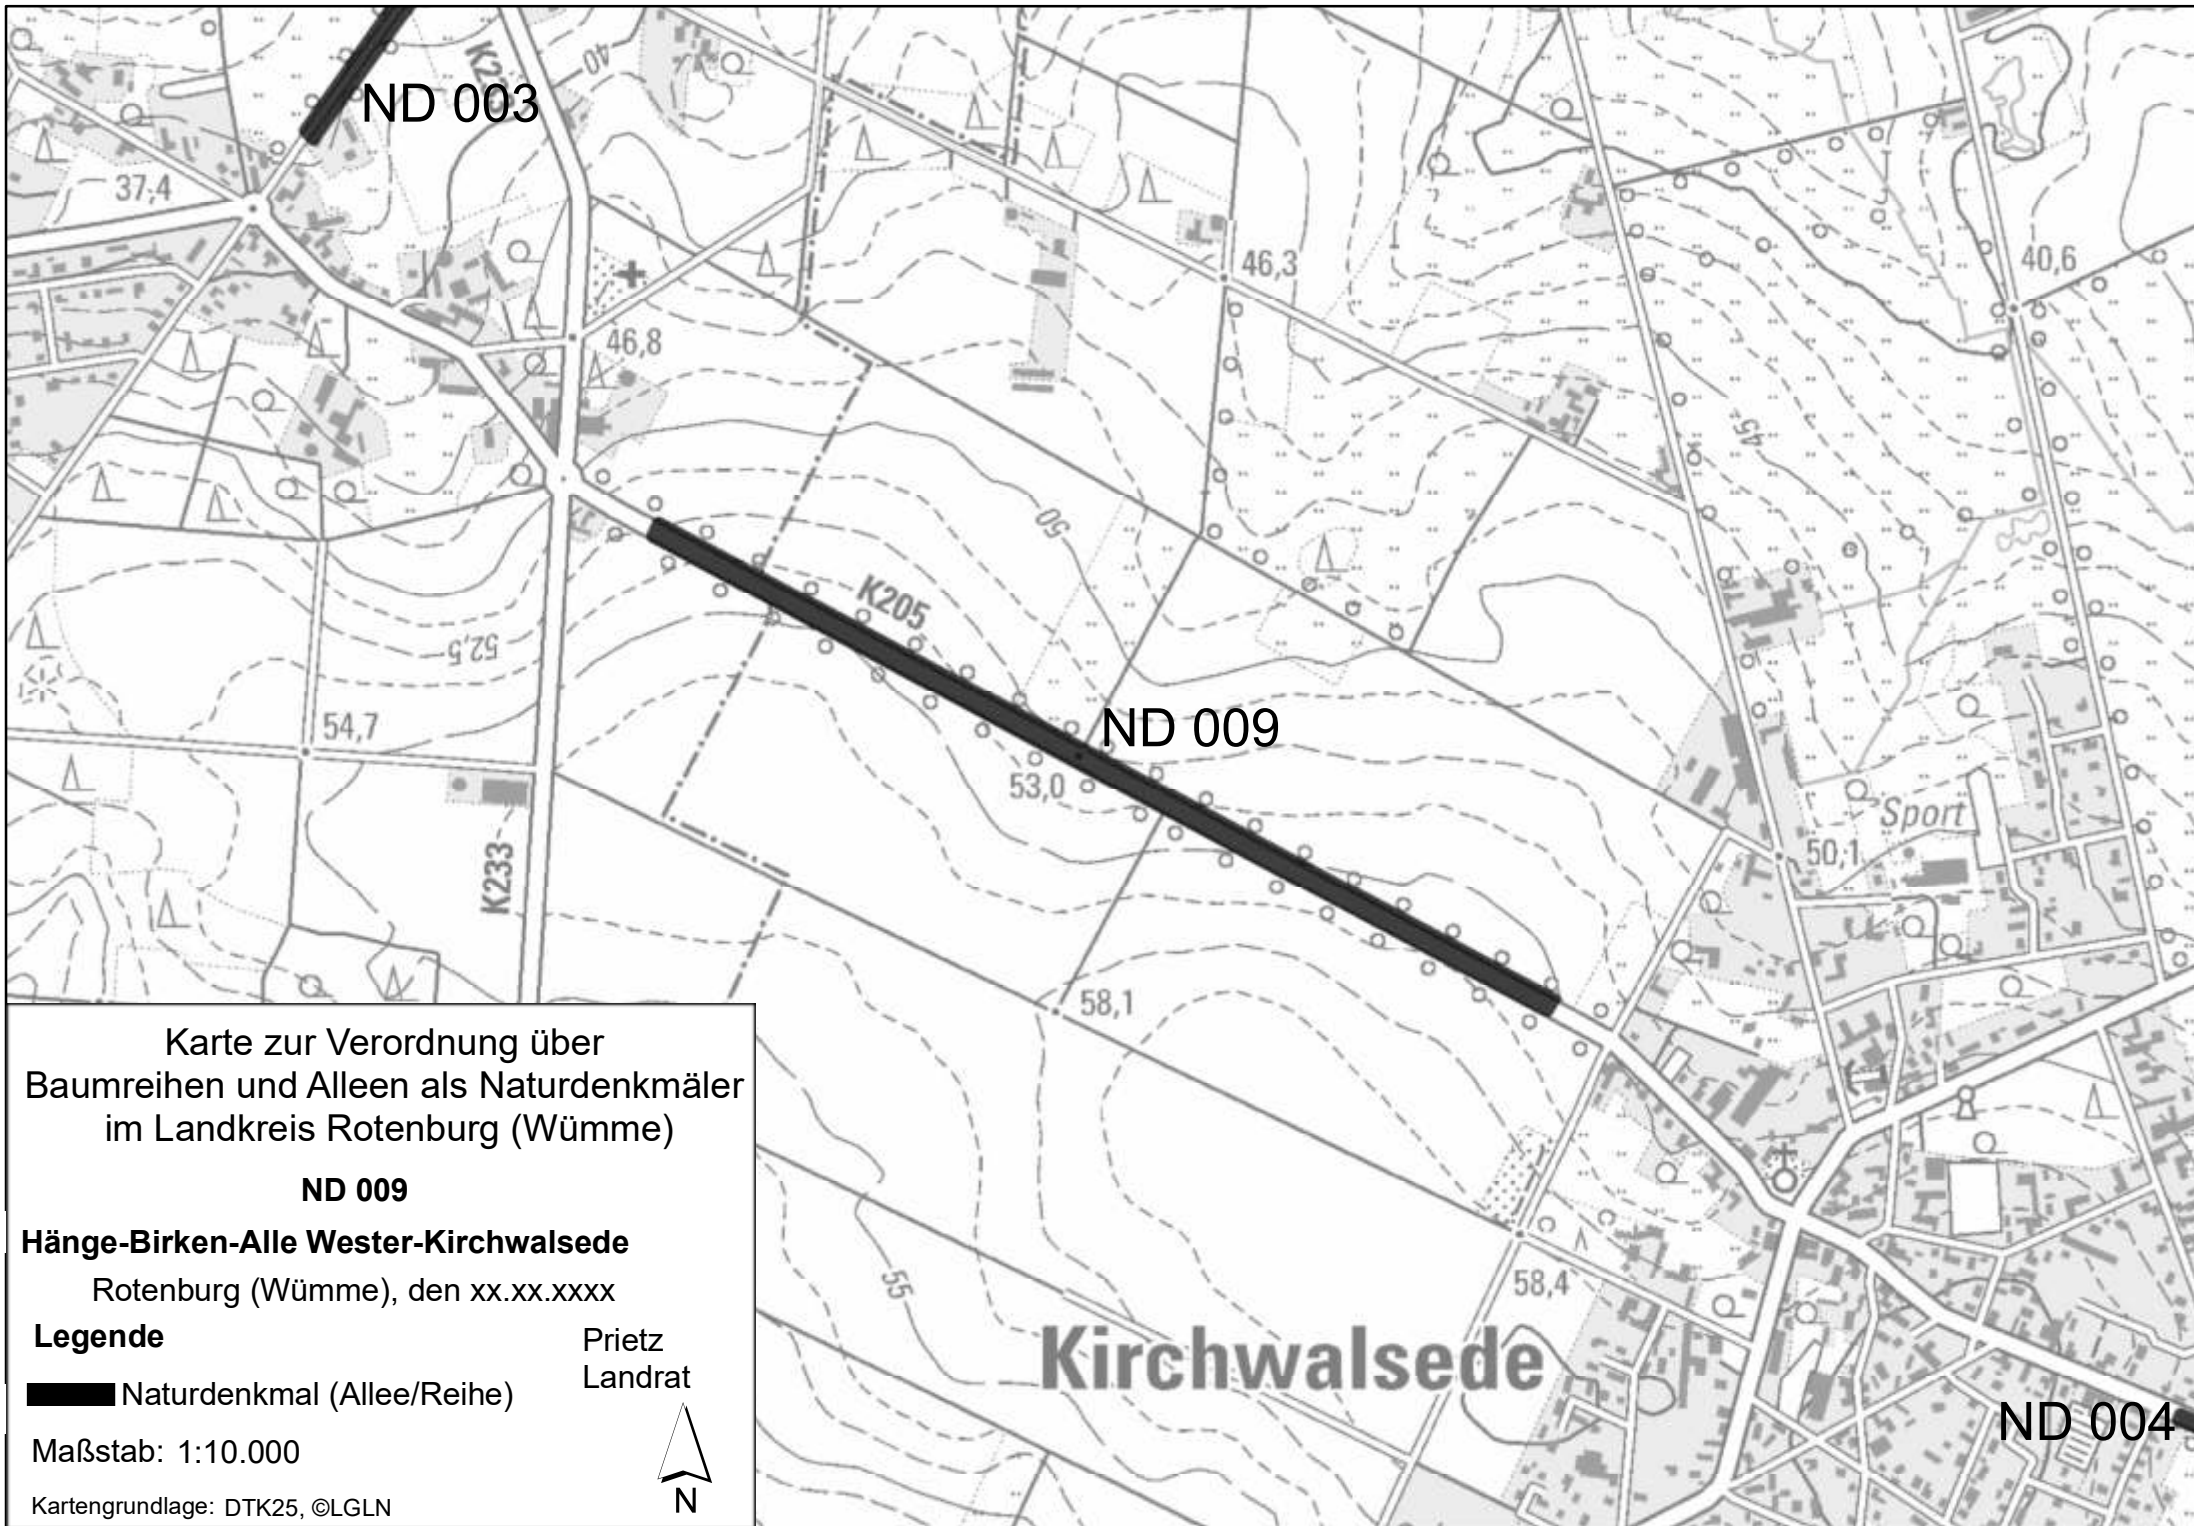 K233
40
ND 003
37,4
46,3
40,6
46,8
45
50
K205
52,5
54,7
ND 009
53,0
Sport
50,1
K233
58,1
58,4
55
Kirchwalsede
ND 004
Karte zur Verordnung über
Baumreihen und Alleen als Naturdenkmäler
im Landkreis Rotenburg (Wümme)
ND 009
Hänge-Birken-Alle Wester-Kirchwalsede
Rotenburg (Wümme), den xx.xx.xxxx
Legende
Prietz
Landrat
Naturdenkmal (Allee/Reihe)
Maßstab: 1:10.000
N
Kartengrundlage: DTK25, ©LGLN